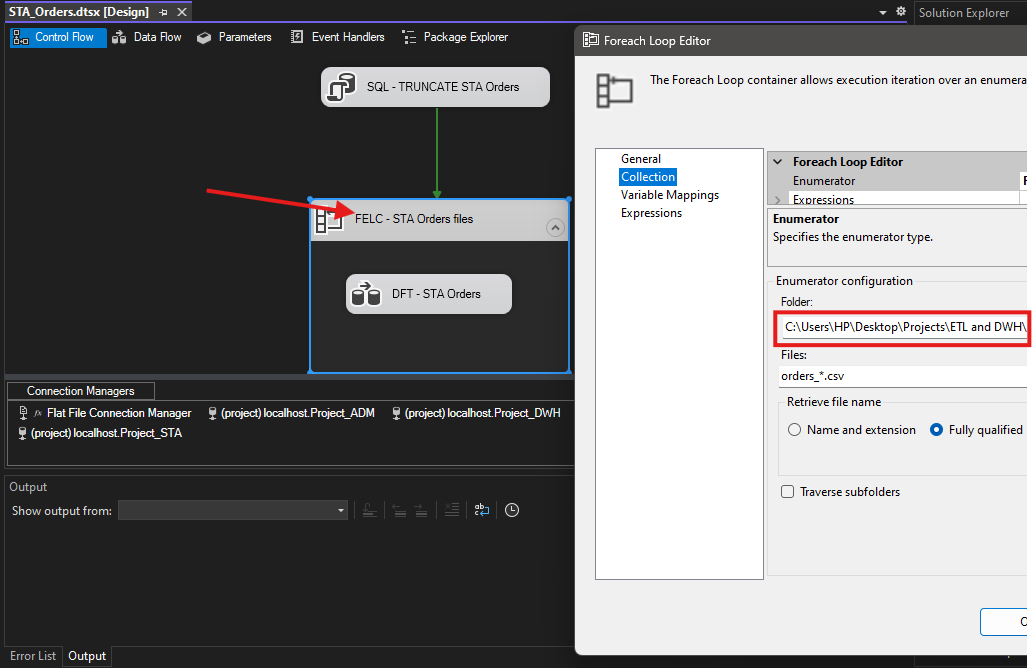 STA_Orders.dtsx [Design]
Solution Explorer
Control Flow
Data Flow
Parameters
Event Handlers
Package Explorer
SQL - TRUNCATE STA Orders
FELC - STA Orders files
DFT - STA Orders
Connection Managers
fx Flat File Connection Manager
(project) localhost.Project_ADM
(project) localhost.Project_DWH
(project) localhost.Project_STA
Output
Show output from:
Error List
Output
Foreach Loop Editor
The Foreach Loop container allows execution iteration over an enumera
General
Collection
Variable Mappings
Expressions
Foreach Loop Editor
Enumerator
Expressions
Enumerator
Specifies the enumerator type.
Enumerator configuration
Folder:
C:\Users\HP\Desktop\Projects\ETL and DWH\
Files:
orders_*.csv
Retrieve file name
Name and extension
Fully qualified
Traverse subfolders